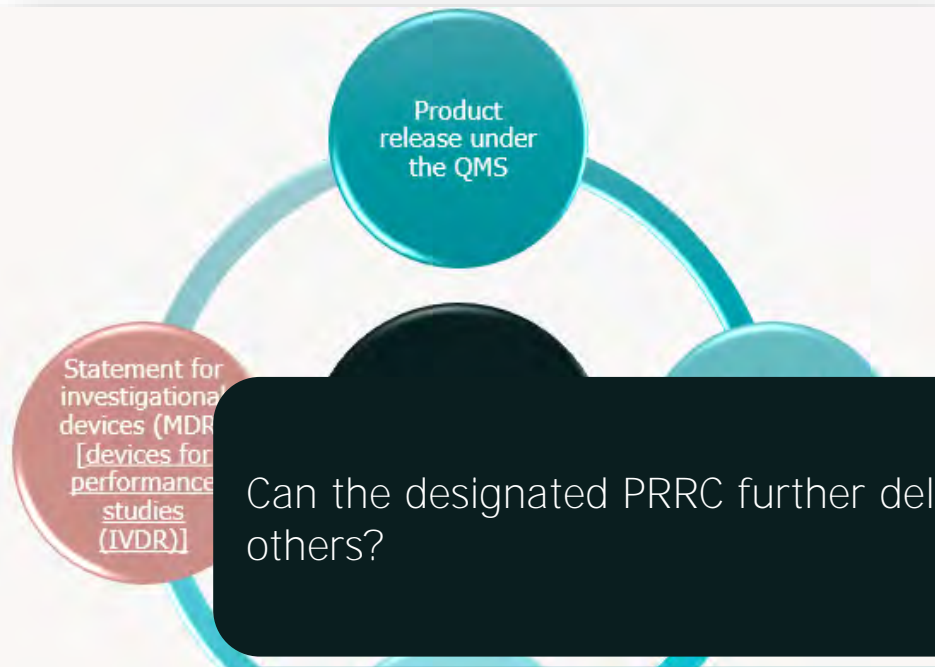 Product
release under
the QMS
Statement for
investigational
devices (MDR
[devices for
performance
studies
(IVDR)]
Can the designated PRRC further del
others?